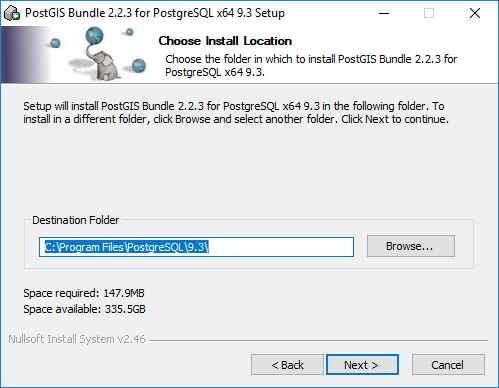 PostGIS Bundle 2.2.3 for PostgreSQL x64 9.3 Setup
Choose Install Location
Choose the folder in which to install PostGIS Bundle 2.2.3 for
PostgreSQL x64 9.3.
Setup will install PostGIS Bundle 2.2.3 for PostgreSQL x64 9.3 in the following folder. To
install in a different folder, click Browse and select another folder. Click Next to continue.
Destination Folder
C:\Program Files\PostgreSQL\9.3\
Browse...
Space required: 147.9MB
Space available: 335.5GB
Nullsoft Install System v2.46
< Back Next > Cancel